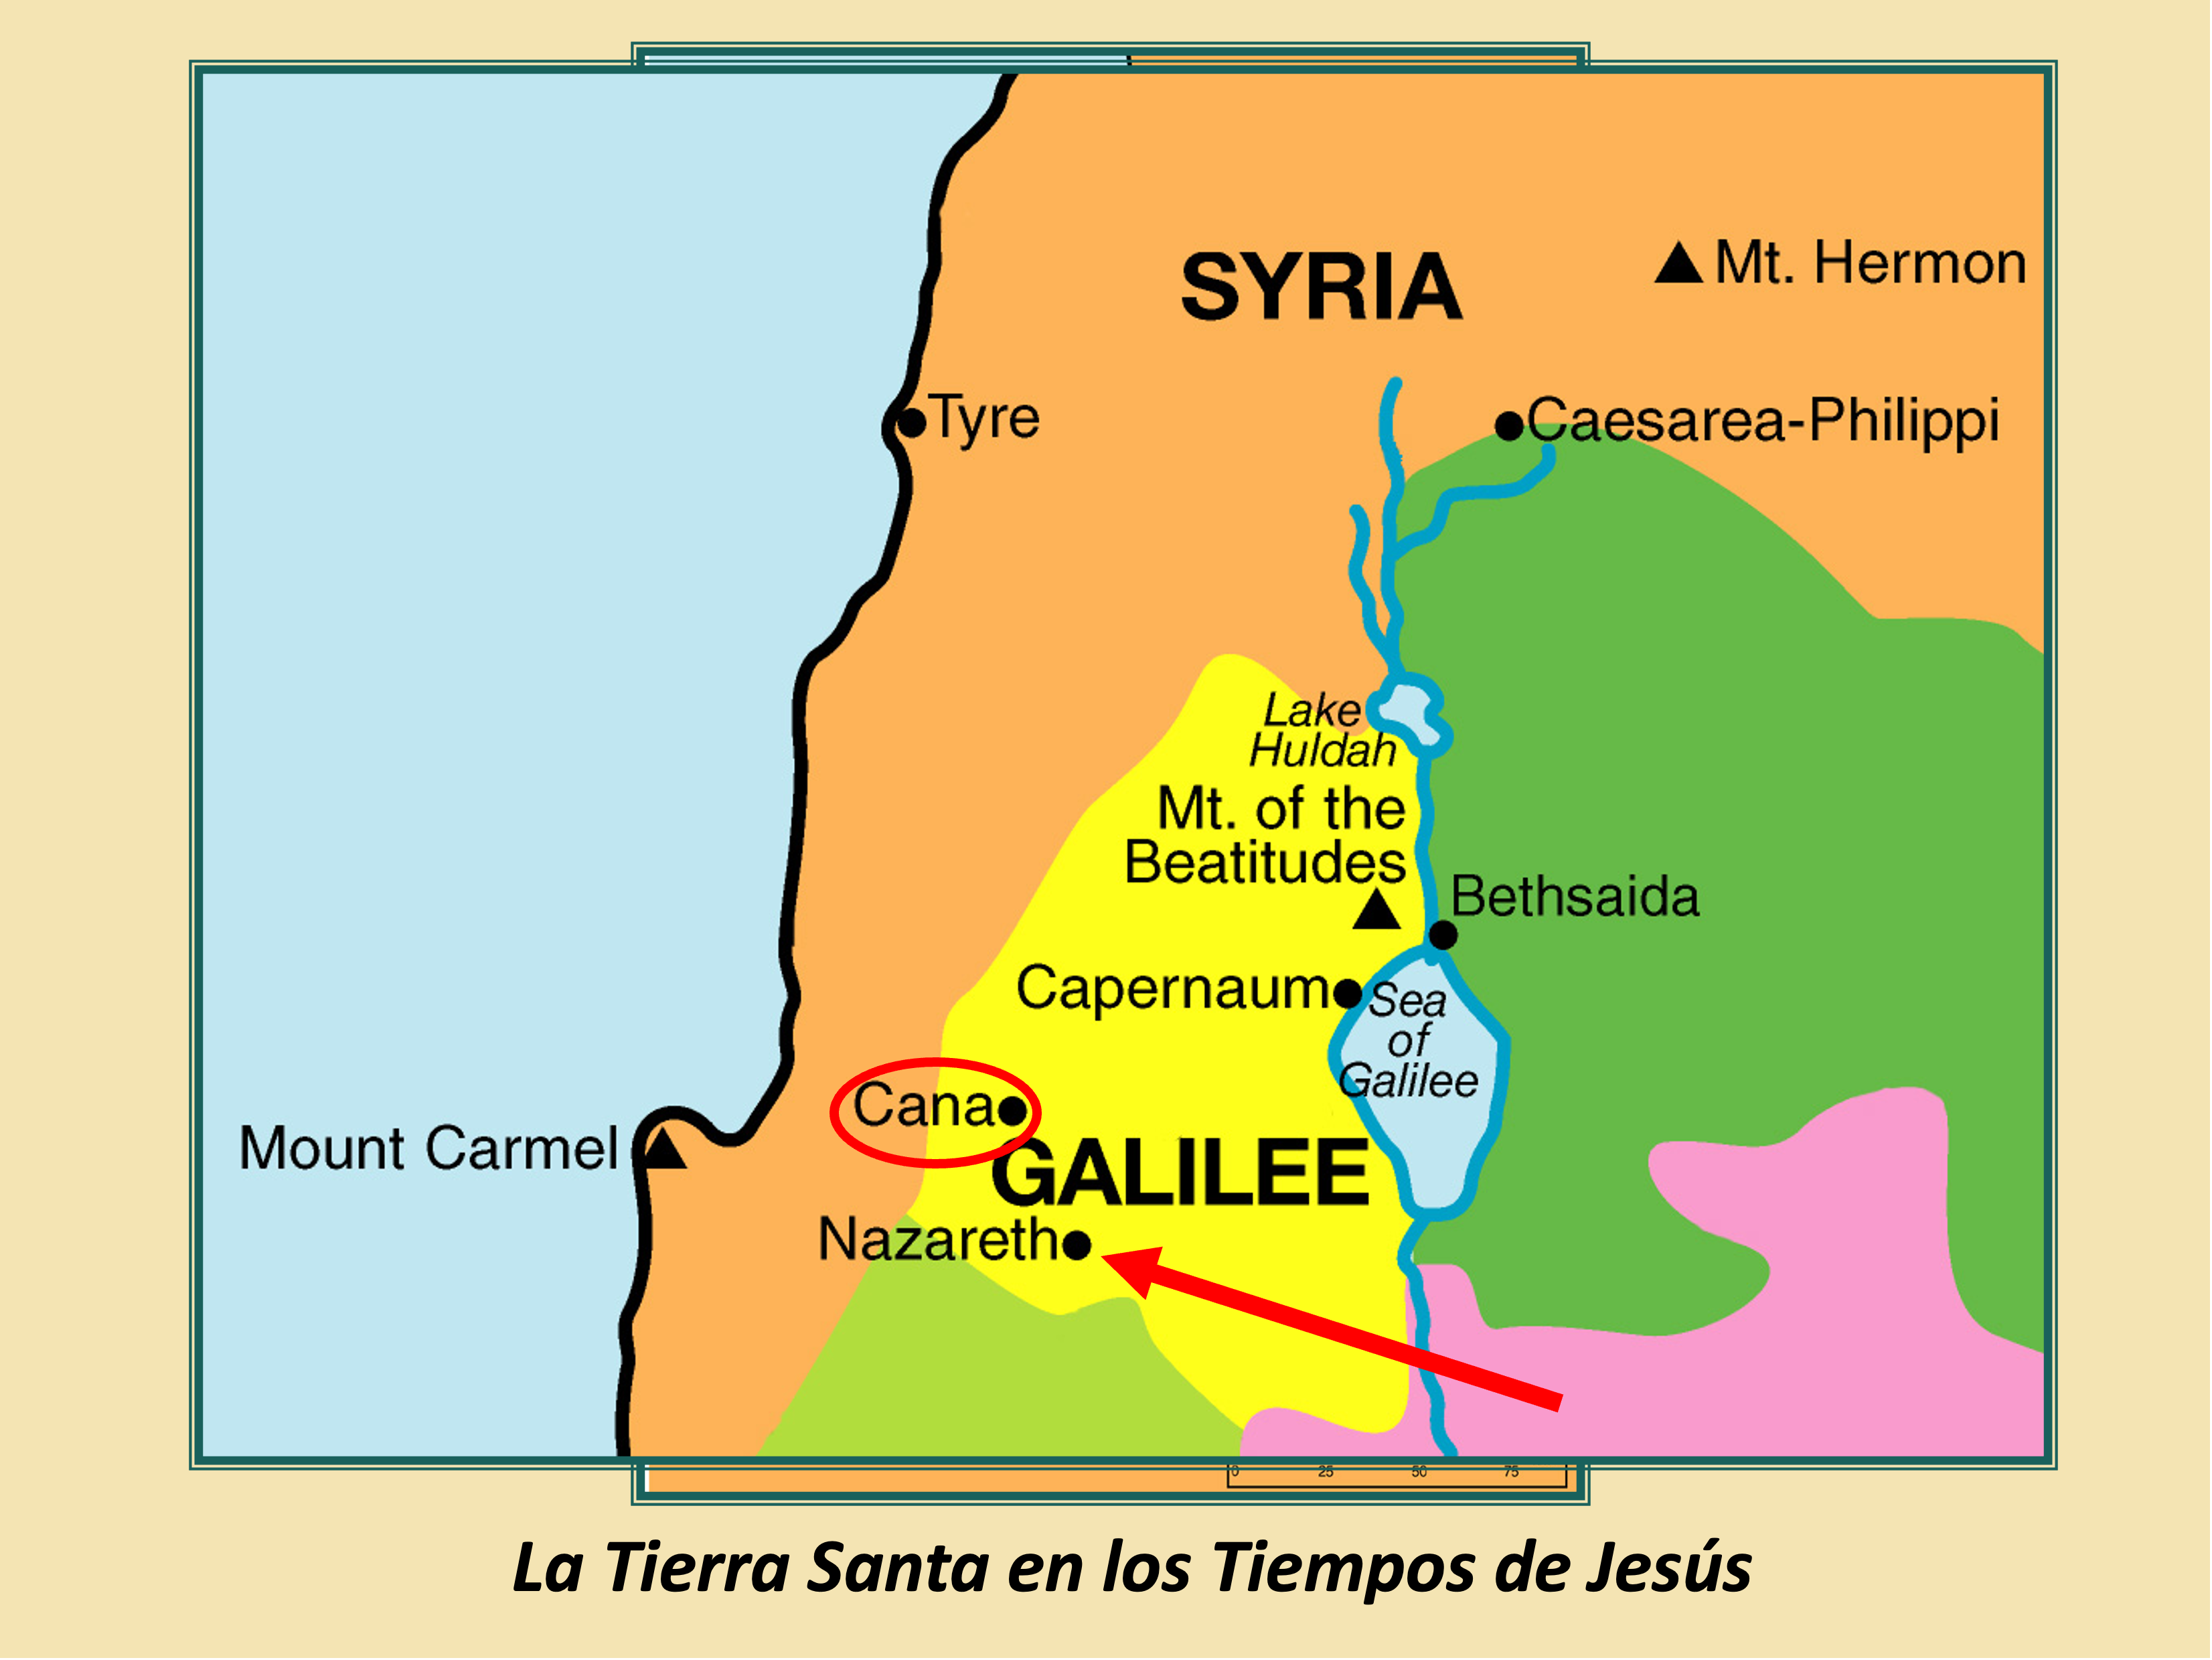 SYRIA
Mt. Hermon
Tyre
Caesarea-Philippi
Lake
Huldah
Mt. of the
Beatitudes
Bethsaida
Capernaum
Sea
of
Galilee
Cana
Mount Carmel
GALILEE
Nazareth
0 25 50 75
La Tierra Santa en los Tiempos de Jesús